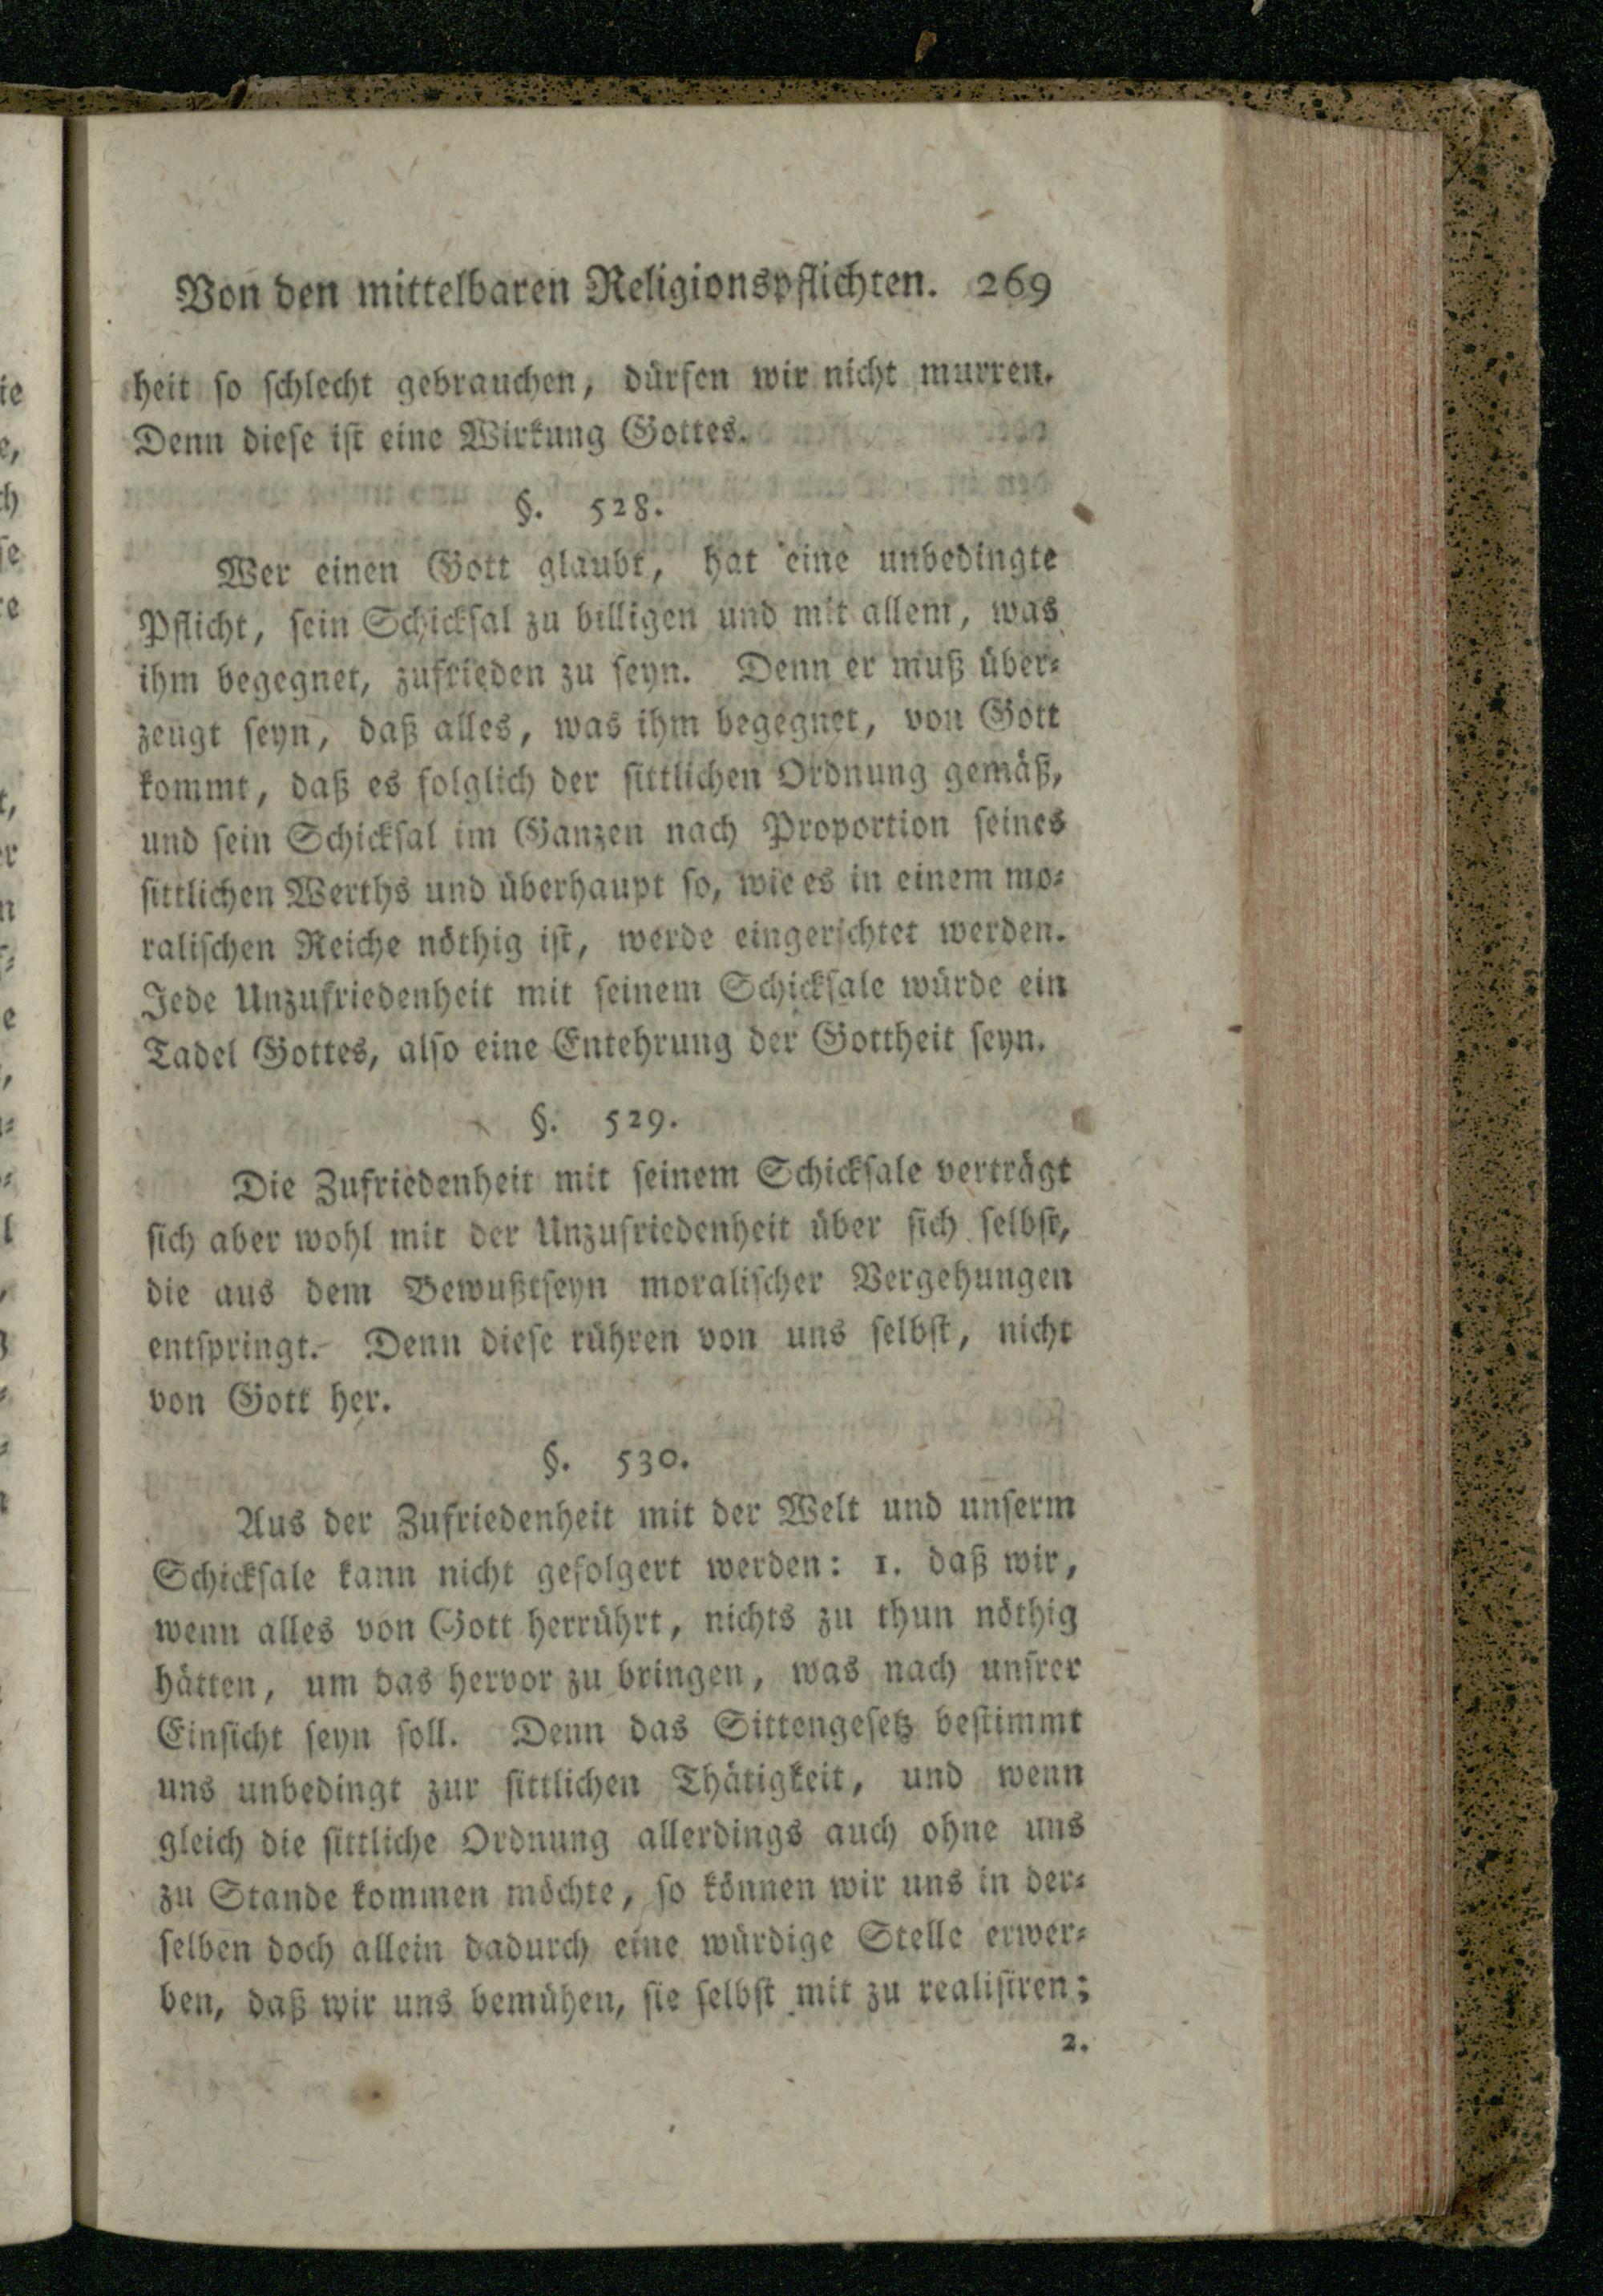 Von den mittelbaren Religionspflichten. 269
heit so schlecht gebrauchen, dürfen wir nicht murren.
Denn diese ist eine Wirkung Gottes.
§. 528.
Wer einen Gott glaubt, hat eine unbedingte
Pflicht, sein Schicksal zu billigen und mit allem, was
ihm begegnet, zufrieden zu seyn. Denn er muß über⸗
zeugt seyn, daß alles, was ihm begegnet, von Gott
kommt, daß es folglich der sittlichen Ordnung gemäß,
und sein Schicksal im Ganzen nach Proportion seines
sittlichen Werths und überhaupt so, wie es in einem mo⸗
ralischen Reiche nöthig ist, werde eingerichtet werden.
Jede Unzufriedenheit mit seinem Schicksale würde ein
Tadel Gottes, also eine Entehrung der Gottheit seyn.
§. 529.
Die Zufriedenheit mit seinem Schicksale verträgt
sich aber wohl mit der Unzufriedenheit über sich selbst,
die aus dem Bewußtseyn moralischer Vergehungen
entspringt. Denn diese rühren von uns selbst, nicht
von Gott her.
§. 530.
Aus der Zufriedenheit mit der Welt und unserm
Schicksale kann nicht gefolgert werden: 1. daß wir,
wenn alles von Gott herrührt, nichts zu thun nöthig
hätten, um das hervor zu bringen, was nach unsrer
Einsicht seyn soll. Denn das Sittengesetz bestimmt
uns unbedingt zur sittlichen Thätigkeit, und wenn
gleich die sittliche Ordnung allerdings auch ohne uns
zu Stande kommen möchte, so können wir uns in der⸗
selben doch allein dadurch eine würdige Stelle erwer⸗
ben, daß wir uns bemühen, sie selbst mit zu realisiren;
2.